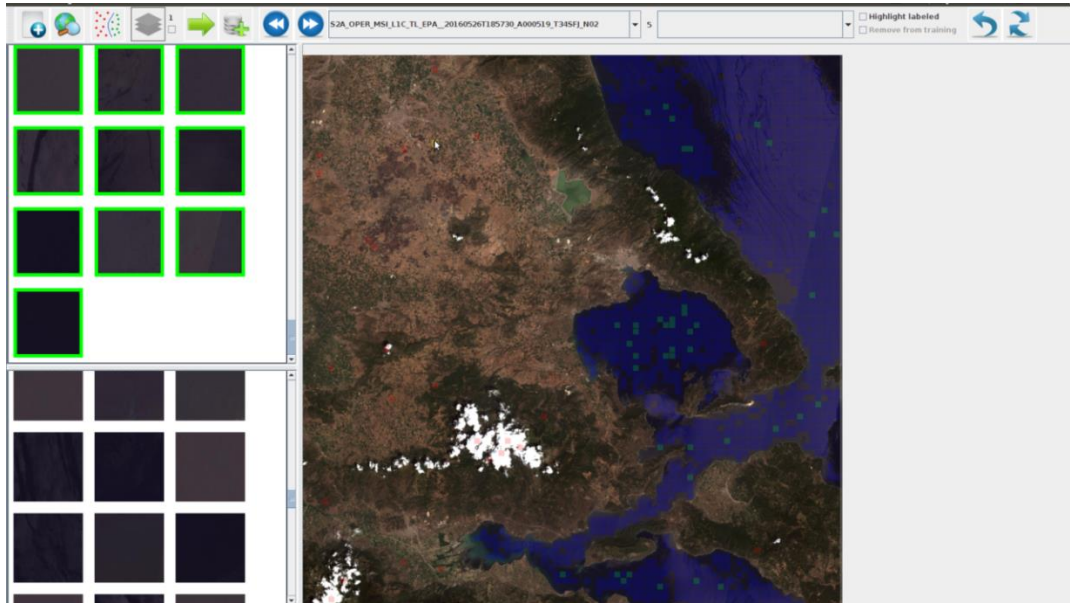 1
S2A_OPER_MSI_L1C_TL_EPA__20160526T185730_A000519_T34SFJ_N02
5
Highlight labeled
Remove from training